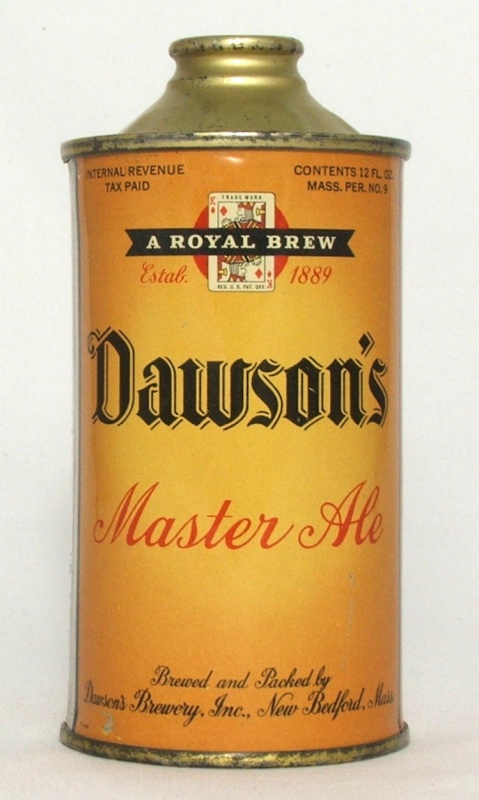 INTERNAL REVENUE
TAX PAID
CONTENTS 12 FL. OZ.
MASS. PER. NO. 9
TRADE MARK
K
A ROYAL BREW
K
REG. U.S. PAT. OFF.
Estab. 1889
Dawson's
Master Ale
Brewed and Packed by
Dawson's Brewery, Inc., New Bedford, Mass.